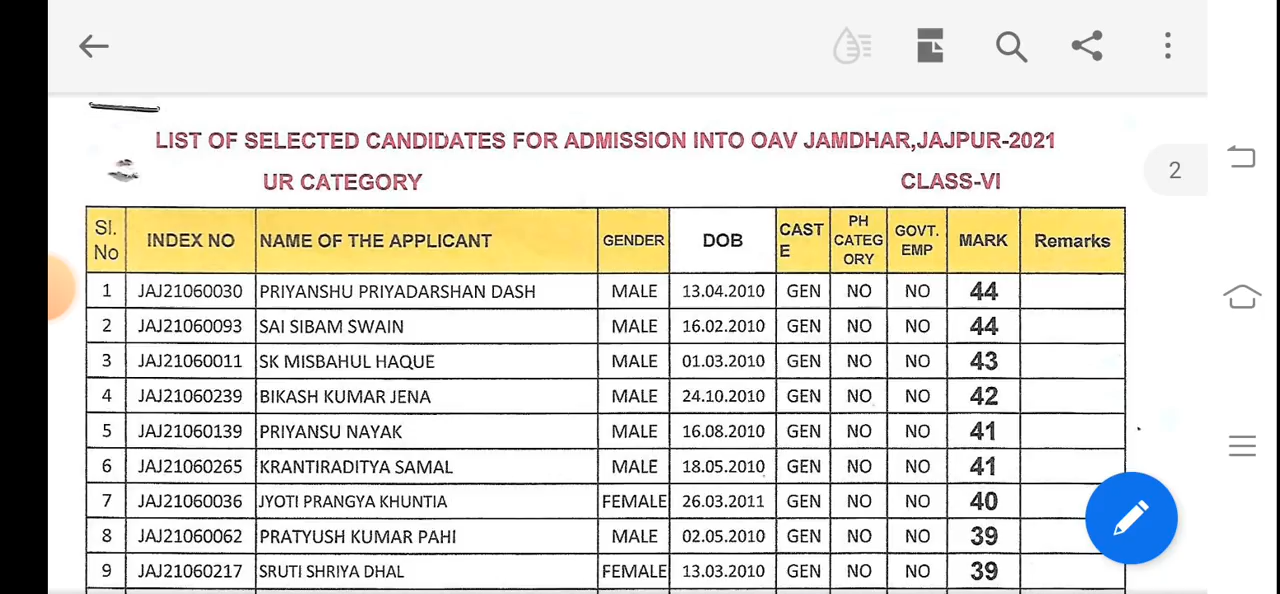 LIST OF SELECTED CANDIDATES FOR ADMISSION INTO OAV JAMDHAR,JAJPUR-2021
UR CATEGORY CLASS-VI
2
Sl. No INDEX NO NAME OF THE APPLICANT GENDER DOB CASTE PH CATEGORY GOVT. EMP MARK Remarks
1 JAJ21060030 PRIYANSHU PRIYADARSHAN DASH MALE 13.04.2010 GEN NO NO 44
2 JAJ21060093 SAI SIBAM SWAIN MALE 16.02.2010 GEN NO NO 44
3 JAJ21060011 SK MISBAHUL HAQUE MALE 01.03.2010 GEN NO NO 43
4 JAJ21060239 BIKASH KUMAR JENA MALE 24.10.2010 GEN NO NO 42
5 JAJ21060139 PRIYANSU NAYAK MALE 16.08.2010 GEN NO NO 41
6 JAJ21060265 KRANTIRADITYA SAMAL MALE 18.05.2010 GEN NO NO 41
7 JAJ21060036 JYOTI PRANGYA KHUNTIA FEMALE 26.03.2011 GEN NO NO 40
8 JAJ21060062 PRATYUSH KUMAR PAHI MALE 02.05.2010 GEN NO NO 39
9 JAJ21060217 SRUTI SHRIYA DHAL FEMALE 13.03.2010 GEN NO NO 39